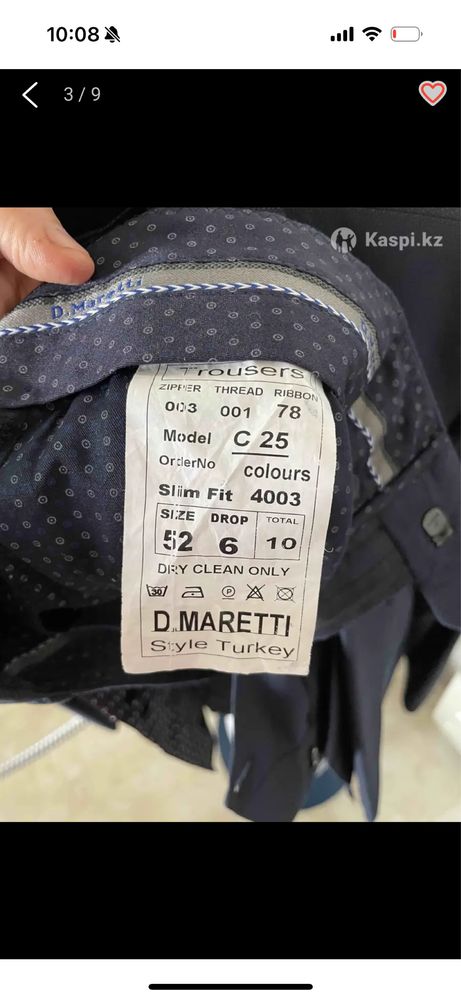 10:08
3 / 9
Kaspi.kz
D.Maretti
Trousers
ZIPPER THREAD RIBBON
003 001 78
Model C 25
OrderNo colours
Slim Fit 4003
SIZE DROP TOTAL
52 6 10
DRY CLEAN ONLY
30 P
D.MARETTI
Style Turkey